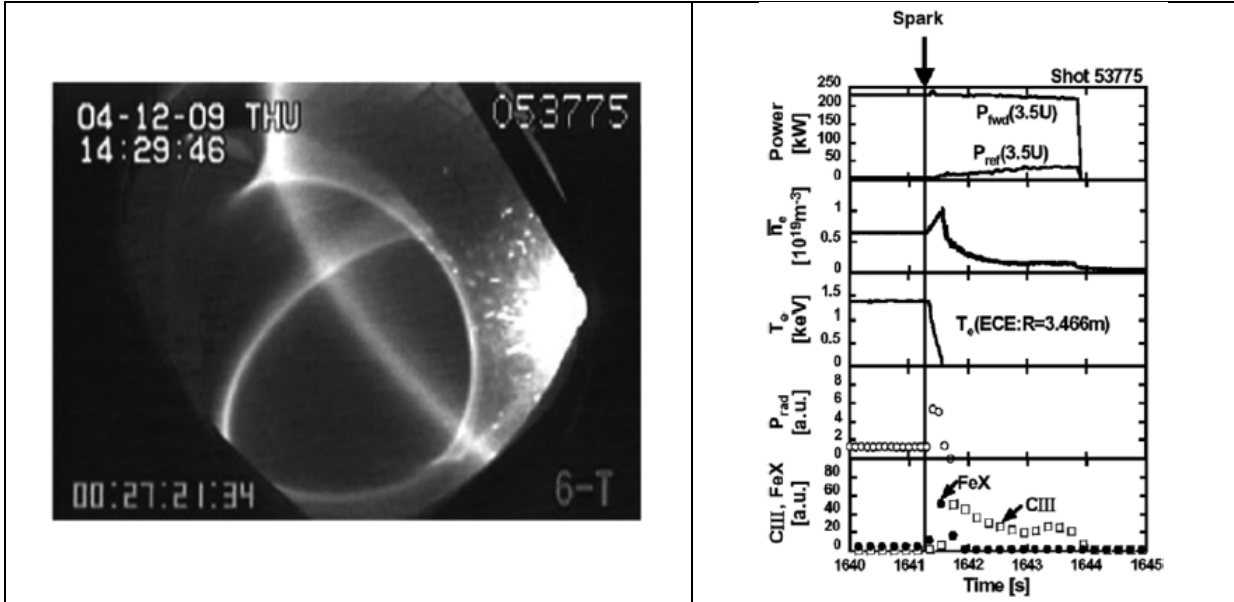 04-12-09 THU
053775
14:29:46
00:27:21:34
6-T
Spark
Shot 53775
Power
[kW]
250
200
150
100
50
0
Pfwd(3.5U)
Pref(3.5U)
n̅e
[10¹⁹m⁻³]
1
0.5
0
Te
[keV]
1.5
1
0.5
0
Te(ECE:R=3.466m)
Prad
[a.u.]
8
6
4
2
0
CIII, FeX
[a.u.]
80
60
40
20
0
FeX
CIII
1640
1641
1642
1643
1644
1645
Time [s]